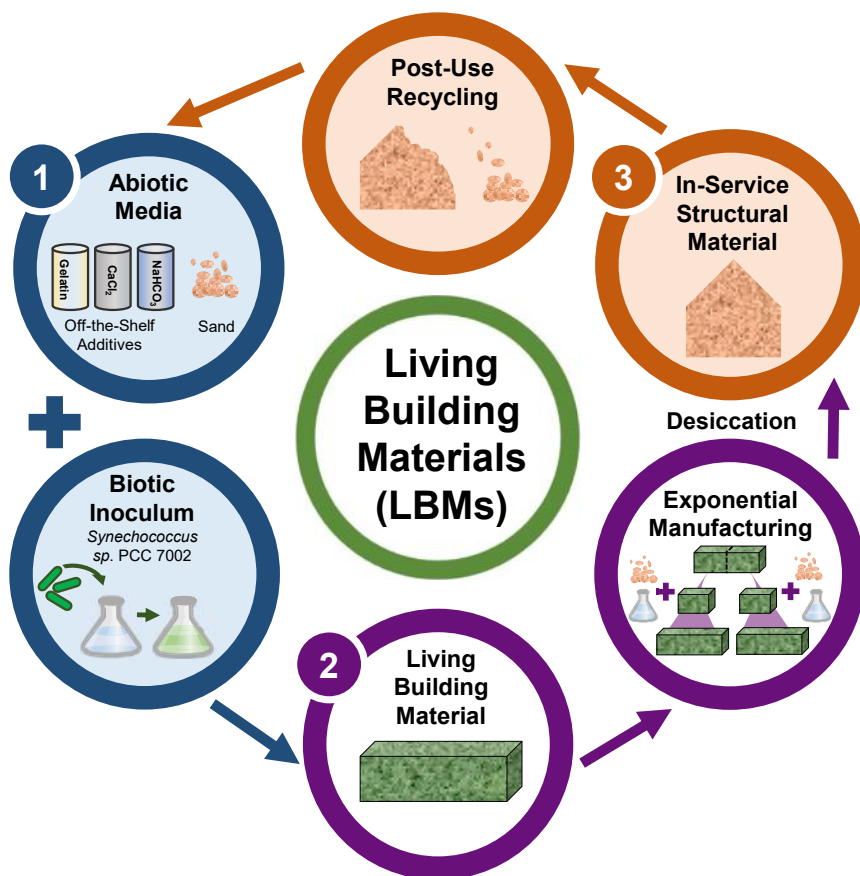 Post-Use
Recycling
1
Abiotic
Media
Gelatin
CaCl₂
NaHCO₃
Off-the-Shelf
Additives
Sand
3
In-Service
Structural
Material
Living
Building
Materials
(LBMs)
Desiccation
Biotic
Inoculum
Synechococcus
sp. PCC 7002
Exponential
Manufacturing
2
Living
Building
Material